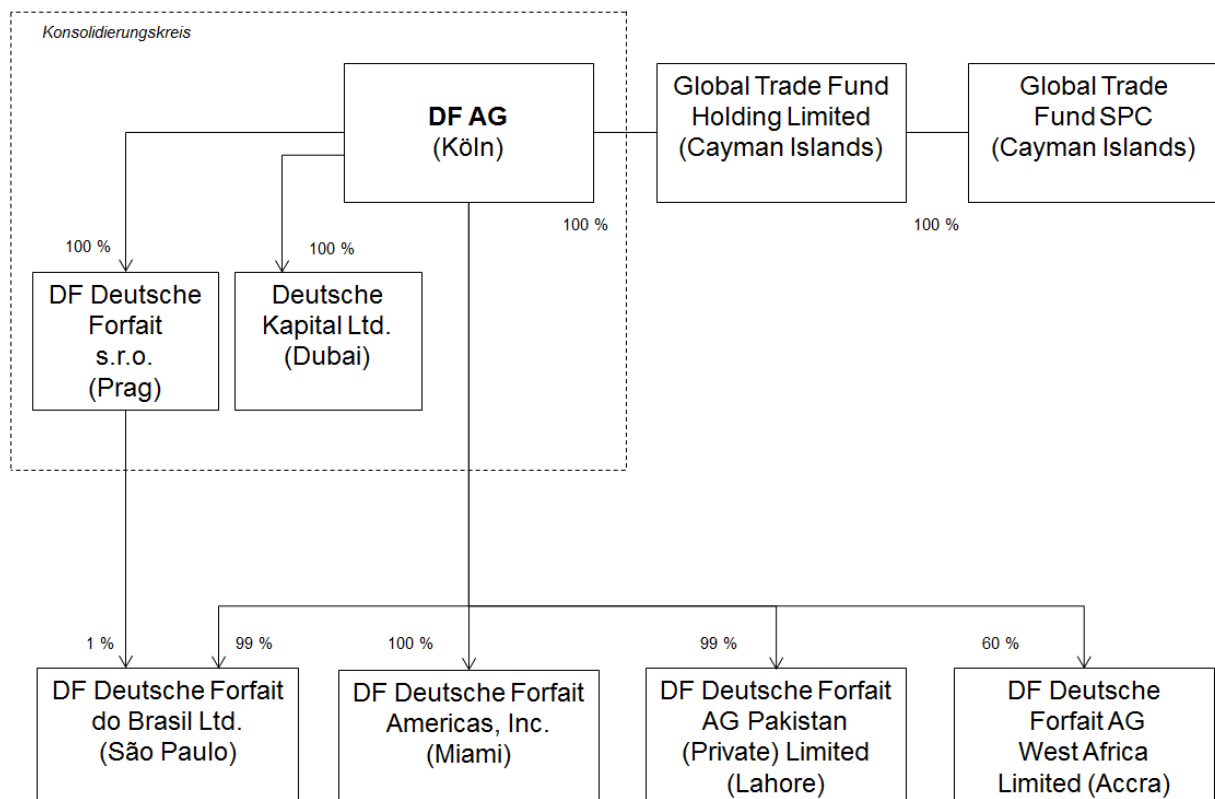 Konsolidierungskreis
DF AG
(Köln)
Global Trade Fund
Holding Limited
(Cayman Islands)
Global Trade
Fund SPC
(Cayman Islands)
100 %
100 %
100 %
100 %
DF Deutsche
Forfait
s.r.o.
(Prag)
Deutsche
Kapital Ltd.
(Dubai)
1 %
99 %
100 %
99 %
60 %
DF Deutsche Forfait
do Brasil Ltd.
(São Paulo)
DF Deutsche Forfait
Americas, Inc.
(Miami)
DF Deutsche Forfait
AG Pakistan
(Private) Limited
(Lahore)
DF Deutsche
Forfait AG
West Africa
Limited (Accra)